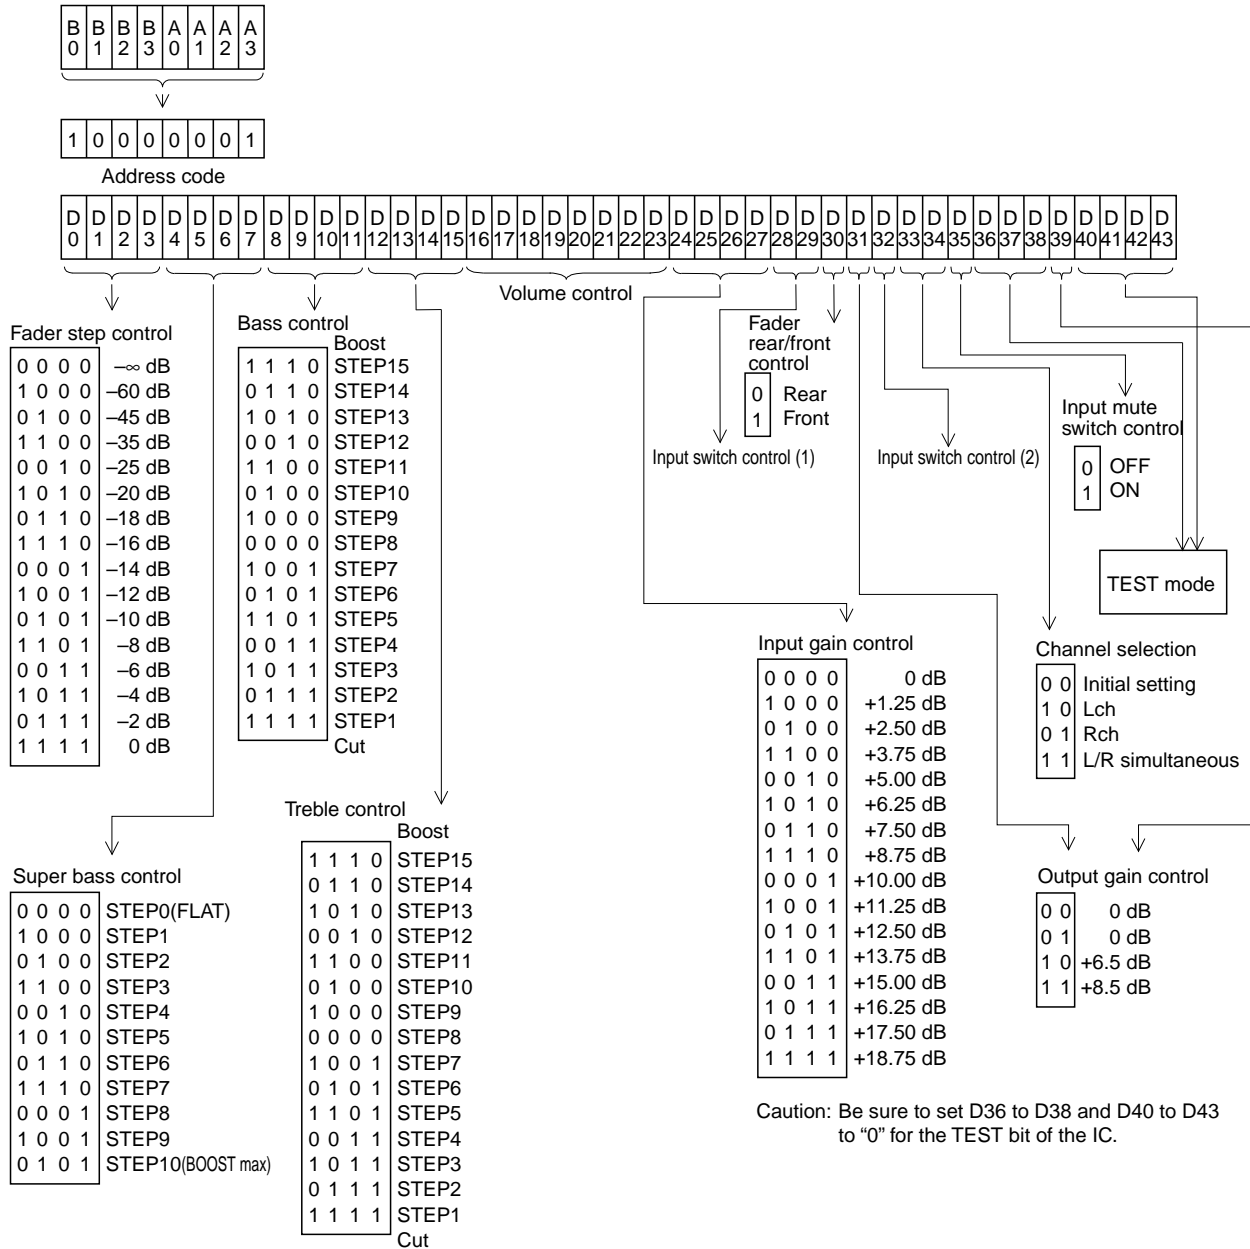 B0 B1 B2 B3 A0 A1 A2 A3
1 0 0 0 0 0 0 1
Address code
D0 D1 D2 D3 D4 D5 D6 D7 D8 D9 D10 D11 D12 D13 D14 D15 D16 D17 D18 D19 D20 D21 D22 D23 D24 D25 D26 D27 D28 D29 D30 D31 D32 D33 D34 D35 D36 D37 D38 D39 D40 D41 D42 D43
Fader step control
0 0 0 0 –∞ dB
1 0 0 0 –60 dB
0 1 0 0 –45 dB
1 1 0 0 –35 dB
0 0 1 0 –25 dB
1 0 1 0 –20 dB
0 1 1 0 –18 dB
1 1 1 0 –16 dB
0 0 0 1 –14 dB
1 0 0 1 –12 dB
0 1 0 1 –10 dB
1 1 0 1 –8 dB
0 0 1 1 –6 dB
1 0 1 1 –4 dB
0 1 1 1 –2 dB
1 1 1 1 0 dB
Super bass control
0 0 0 0 STEP0(FLAT)
1 0 0 0 STEP1
0 1 0 0 STEP2
1 1 0 0 STEP3
0 0 1 0 STEP4
1 0 1 0 STEP5
0 1 1 0 STEP6
1 1 1 0 STEP7
0 0 0 1 STEP8
1 0 0 1 STEP9
0 1 0 1 STEP10(BOOST max)
Bass control
Boost
1 1 1 0 STEP15
0 1 1 0 STEP14
1 0 1 0 STEP13
0 0 1 0 STEP12
1 1 0 0 STEP11
0 1 0 0 STEP10
1 0 0 0 STEP9
0 0 0 0 STEP8
1 0 0 1 STEP7
0 1 0 1 STEP6
1 1 0 1 STEP5
0 0 1 1 STEP4
1 0 1 1 STEP3
0 1 1 1 STEP2
1 1 1 1 STEP1
Cut
Treble control
Boost
1 1 1 0 STEP15
0 1 1 0 STEP14
1 0 1 0 STEP13
0 0 1 0 STEP12
1 1 0 0 STEP11
0 1 0 0 STEP10
1 0 0 0 STEP9
0 0 0 0 STEP8
1 0 0 1 STEP7
0 1 0 1 STEP6
1 1 0 1 STEP5
0 0 1 1 STEP4
1 0 1 1 STEP3
0 1 1 1 STEP2
1 1 1 1 STEP1
Cut
Volume control
Fader
rear/front
control
0 Rear
1 Front
Input switch control (1)
Input switch control (2)
Input mute
switch control
0 OFF
1 ON
TEST mode
Input gain control
0 0 0 0 0 dB
1 0 0 0 +1.25 dB
0 1 0 0 +2.50 dB
1 1 0 0 +3.75 dB
0 0 1 0 +5.00 dB
1 0 1 0 +6.25 dB
0 1 1 0 +7.50 dB
1 1 1 0 +8.75 dB
0 0 0 1 +10.00 dB
1 0 0 1 +11.25 dB
0 1 0 1 +12.50 dB
1 1 0 1 +13.75 dB
0 0 1 1 +15.00 dB
1 0 1 1 +16.25 dB
0 1 1 1 +17.50 dB
1 1 1 1 +18.75 dB
Channel selection
0 0 Initial setting
1 0 Lch
0 1 Rch
1 1 L/R simultaneous
Output gain control
0 0 0 dB
0 1 0 dB
1 0 +6.5 dB
1 1 +8.5 dB
Caution: Be sure to set D36 to D38 and D40 to D43
to “0” for the TEST bit of the IC.